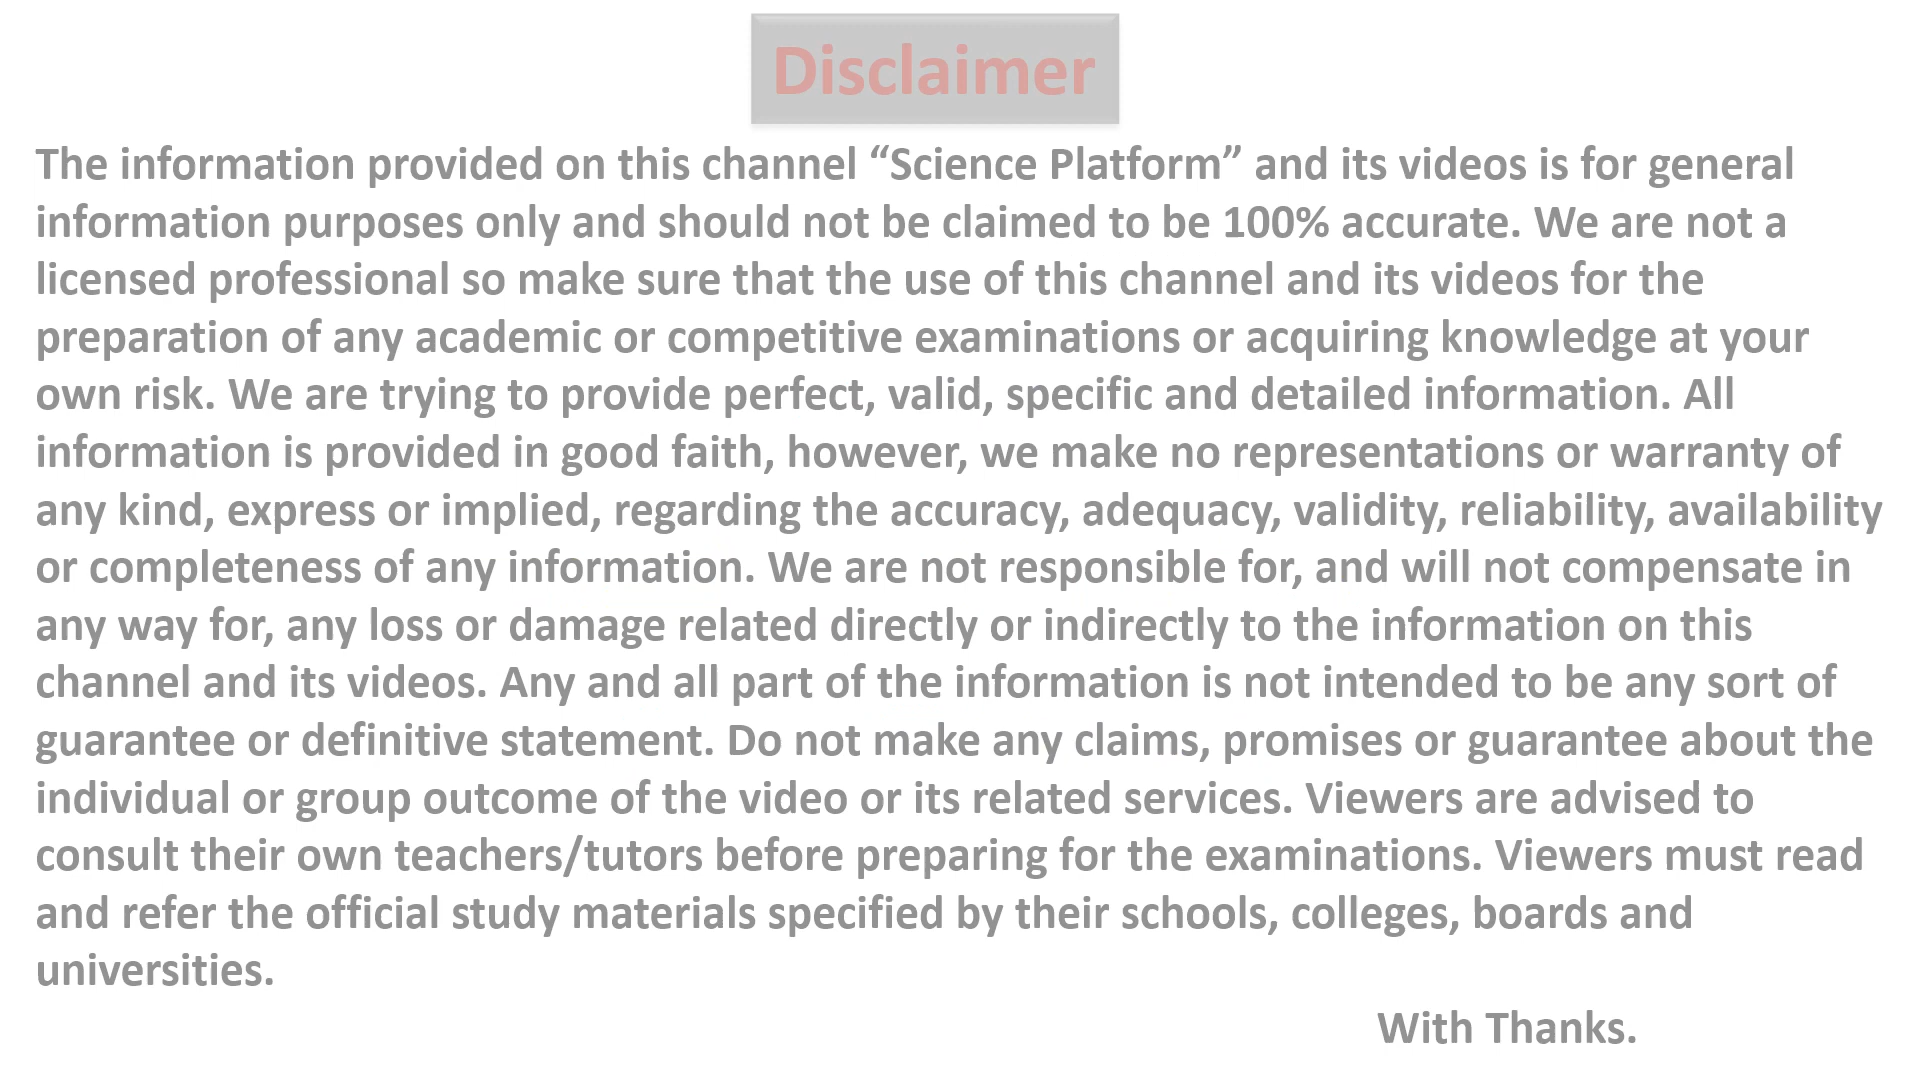 Disclaimer
The information provided on this channel “Science Platform” and its videos is for general
information purposes only and should not be claimed to be 100% accurate. We are not a
licensed professional so make sure that the use of this channel and its videos for the
preparation of any academic or competitive examinations or acquiring knowledge at your
own risk. We are trying to provide perfect, valid, specific and detailed information. All
information is provided in good faith, however, we make no representations or warranty of
any kind, express or implied, regarding the accuracy, adequacy, validity, reliability, availability
or completeness of any information. We are not responsible for, and will not compensate in
any way for, any loss or damage related directly or indirectly to the information on this
channel and its videos. Any and all part of the information is not intended to be any sort of
guarantee or definitive statement. Do not make any claims, promises or guarantee about the
individual or group outcome of the video or its related services. Viewers are advised to
consult their own teachers/tutors before preparing for the examinations. Viewers must read
and refer the official study materials specified by their schools, colleges, boards and
universities.
With Thanks.